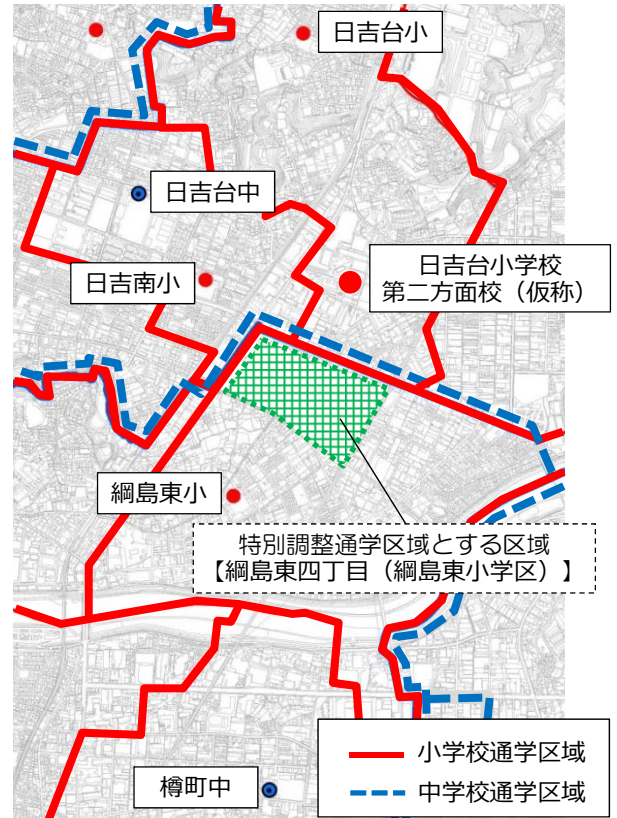 日吉台小
日吉台中
日吉南小
日吉台小学校
第二方面校（仮称）
綱島東小
特別調整通学区域とする区域
【綱島東四丁目（綱島東小学区）】
樽町中
小学校通学区域
中学校通学区域